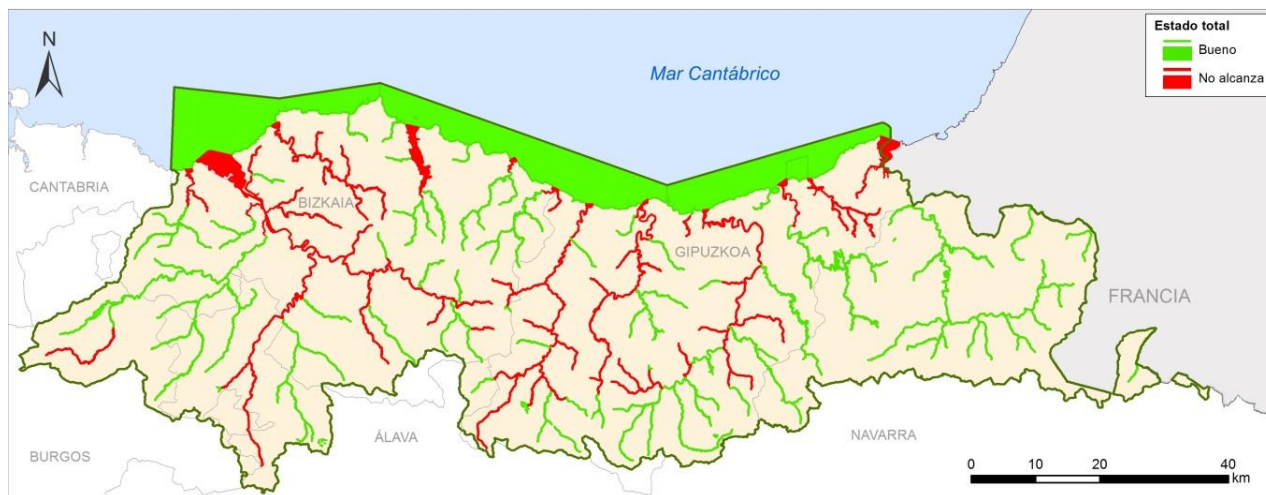 N
Mar Cantábrico
Estado total
Bueno
No alcanza
CANTABRIA
BIZKAIA
GIPUZKOA
FRANCIA
BURGOS
ÁLAVA
NAVARRA
0 10 20 40
km